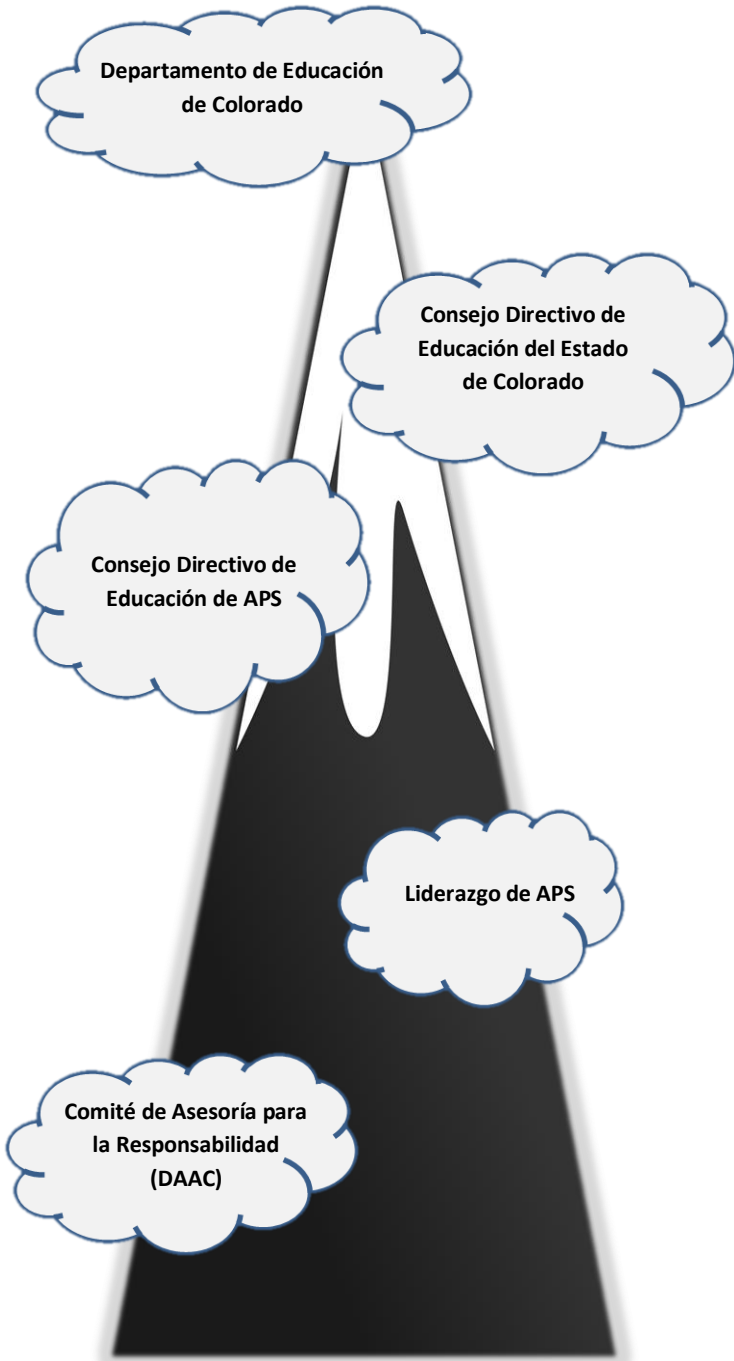 Departamento de Educación
de Colorado
Consejo Directivo de
Educación del Estado
de Colorado
Consejo Directivo de
Educación de APS
Liderazgo de APS
Comité de Asesoría para
la Responsabilidad
(DAAC)